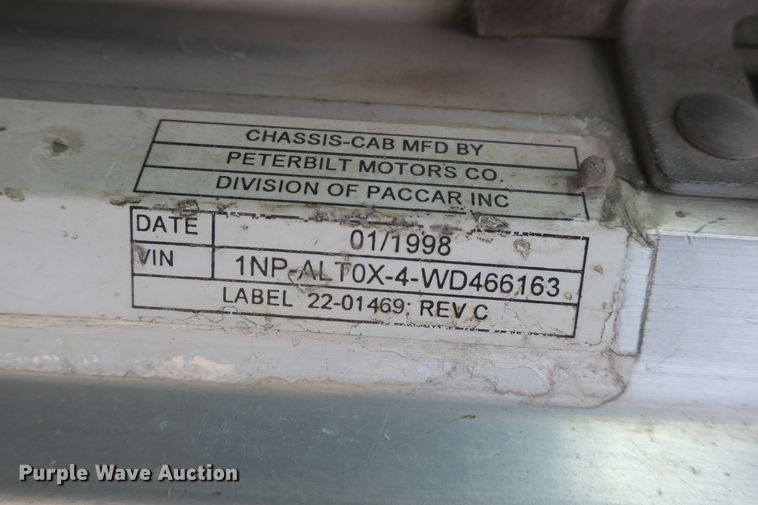 CHASSIS-CAB MFD BY
PETERBILT MOTORS CO.
DIVISION OF PACCAR INC
DATE 01/1998
VIN 1NP-ALT0X-4-WD466163
LABEL 22-01469: REV C
Purple Wave Auction